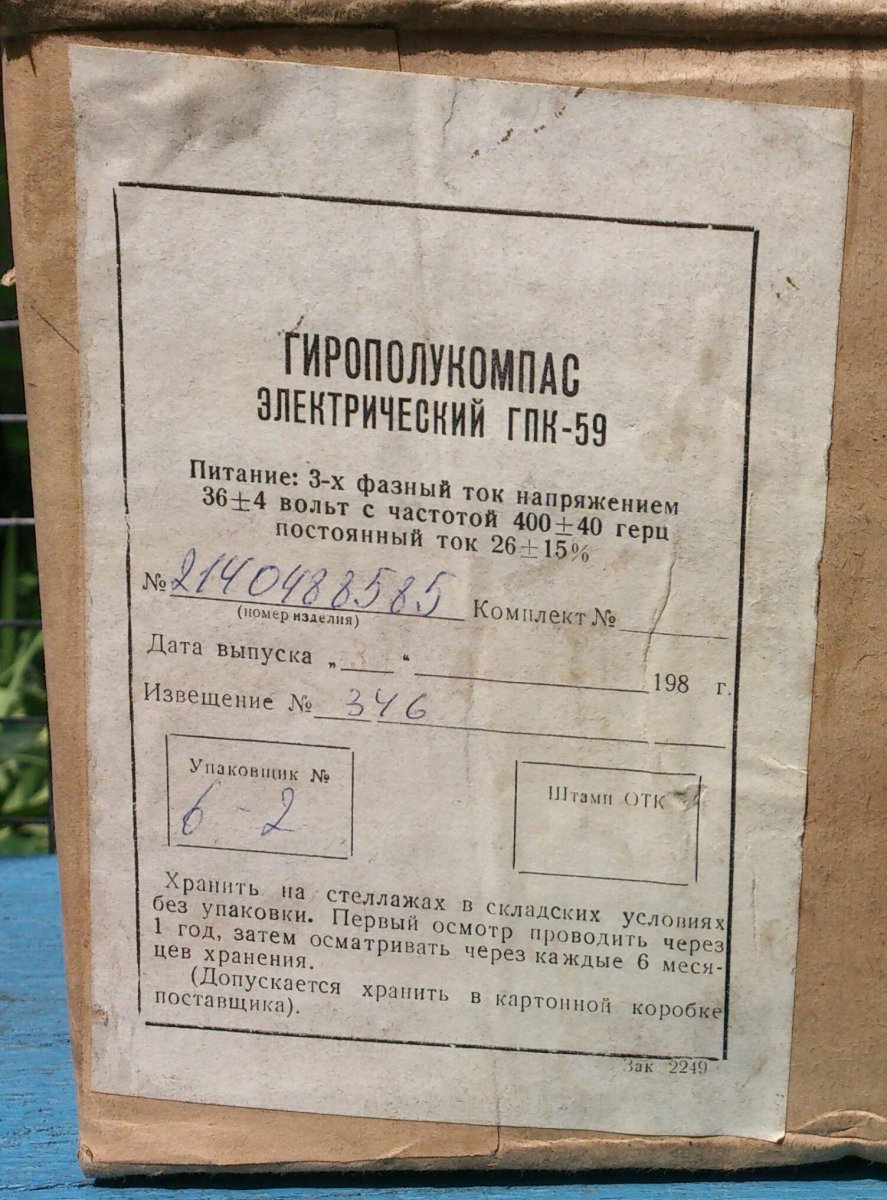 ГИРОПОЛУКОМПАС
ЭЛЕКТРИЧЕСКИЙ ГПК-59
Питание: 3-х фазный ток напряжением
36±4 вольт с частотой 400±40 герц
постоянный ток 26±15%
№ 2140488585 Комплект №
(номер изделия)
Дата выпуска „ “ 198 г.
Извещение № 346
Упаковщик №
6-2
Штамп ОТК
Хранить на стеллажах в складских условиях
без упаковки. Первый осмотр проводить через
1 год, затем осматривать через каждые 6 меся-
цев хранения.
(Допускается хранить в картонной коробке
поставщика).
Зак 2249